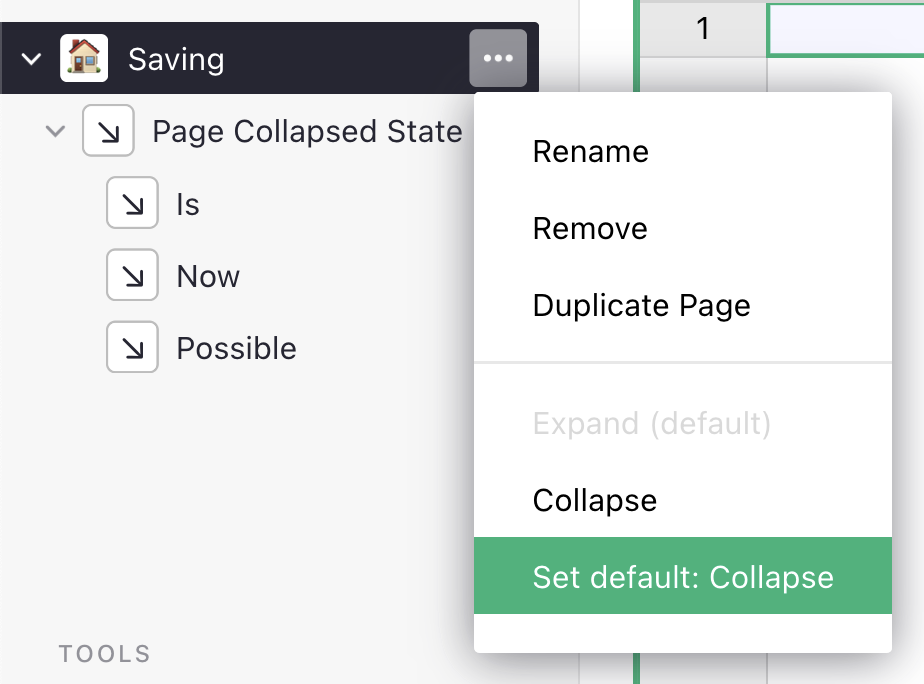 Saving
Page Collapsed State
Is
Now
Possible
TOOLS
Rename
Remove
Duplicate Page
Expand (default)
Collapse
Set default: Collapse
1